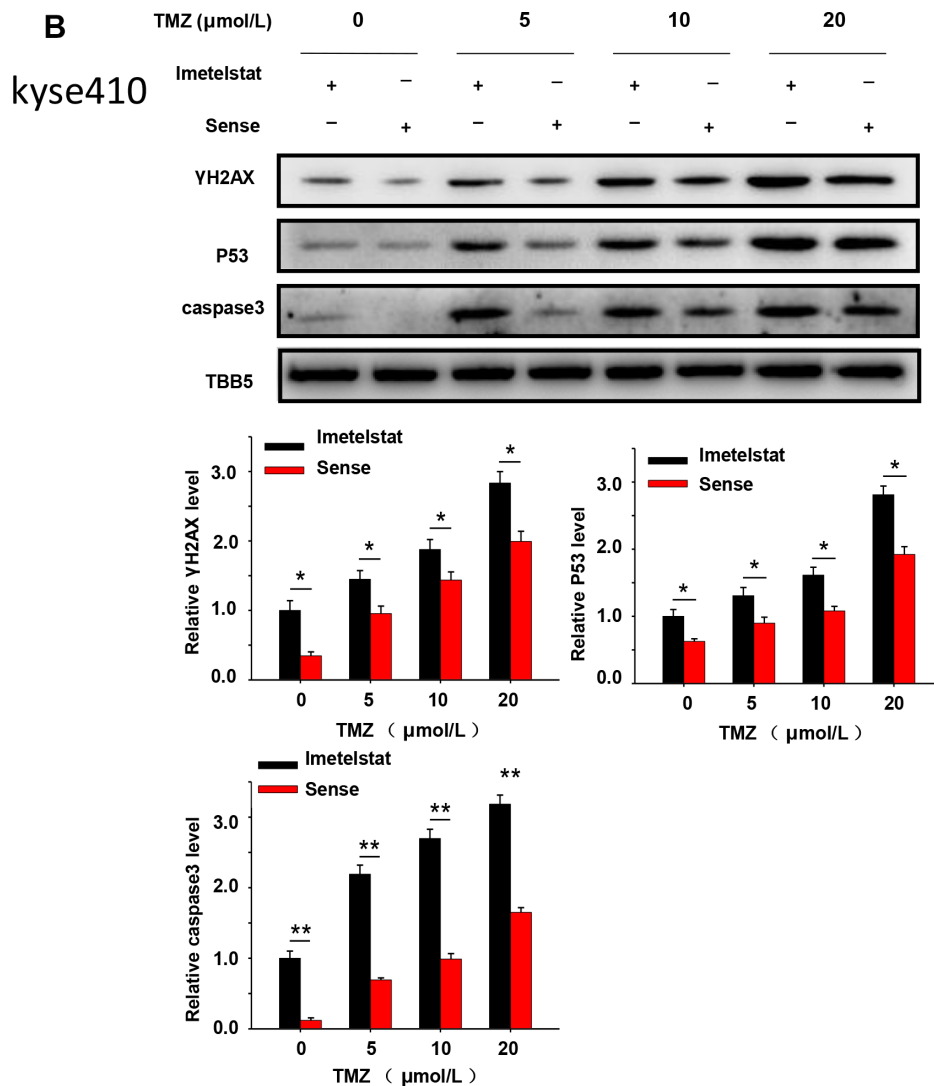 B
TMZ (µmol/L) 0 5 10 20
kyse410
Imetelstat + – + – + – + –
Sense – + – + – + – +
ɣH2AX
P53
caspase3
TBB5
Imetelstat
Sense
Relative ɣH2AX level
3.0
2.0
1.0
0.0
* * * *
0 5 10 20
TMZ （ µmol/L）
Imetelstat
Sense
Relative P53 level
3.0
2.0
1.0
0.0
* * * *
0 5 10 20
TMZ （ µmol/L）
Imetelstat
Sense
Relative caspase3 level
3.0
2.0
1.0
0.0
** ** ** **
0 5 10 20
TMZ （ µmol/L）